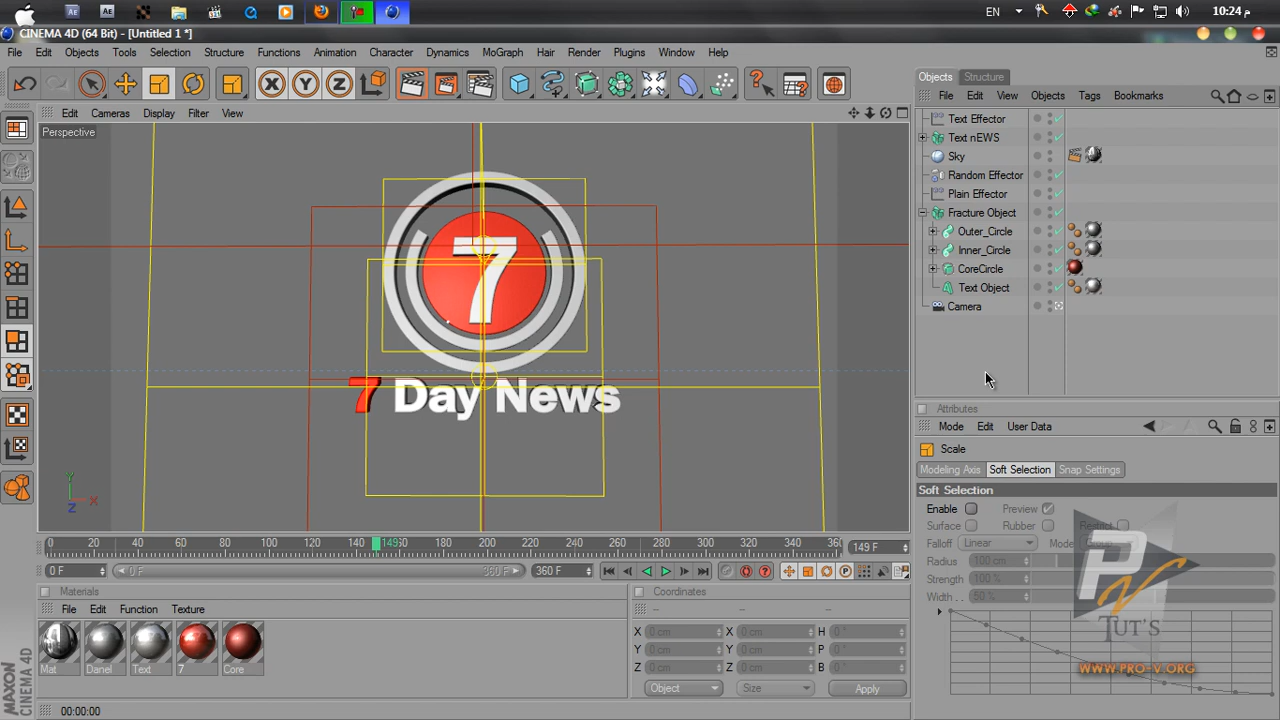 EN
10:24 م
CINEMA 4D (64 Bit) - [Untitled 1 *]
File Edit Objects Tools Selection Structure Functions Animation Character Dynamics MoGraph Hair Render Plugins Window Help
X Y Z
Edit Cameras Display Filter View
Perspective
7
7 Day News
Y
X
Z
Objects Structure
File Edit View Objects Tags Bookmarks
Text Effector
Text nEWS
Sky
Random Effector
Plain Effector
Fracture Object
Outer_Circle
Inner_Circle
CoreCircle
Text Object
Camera
Attributes
Mode Edit User Data
Scale
Modeling Axis Soft Selection Snap Settings
Soft Selection
Enable Preview
Surface Rubber Restrict
Falloff Linear Mode
Radius 100 cm
Strength 100 %
Width . . 50 %
PV
TUT'S
WWW.PRO-V.ORG
0 20 40 60 80 100 120 140 149 180 200 220 240 260 280 300 320 340 36
149 F
0 F 0 F 360 F 360 F
Materials
File Edit Function Texture
Mat Danel Text 7 Core
Coordinates
X 0 cm X 0 cm H 0 °
Y 0 cm Y 0 cm P 0 °
Z 0 cm Z 0 cm B 0 °
Object Size Apply
MAXON CINEMA 4D
00:00:00